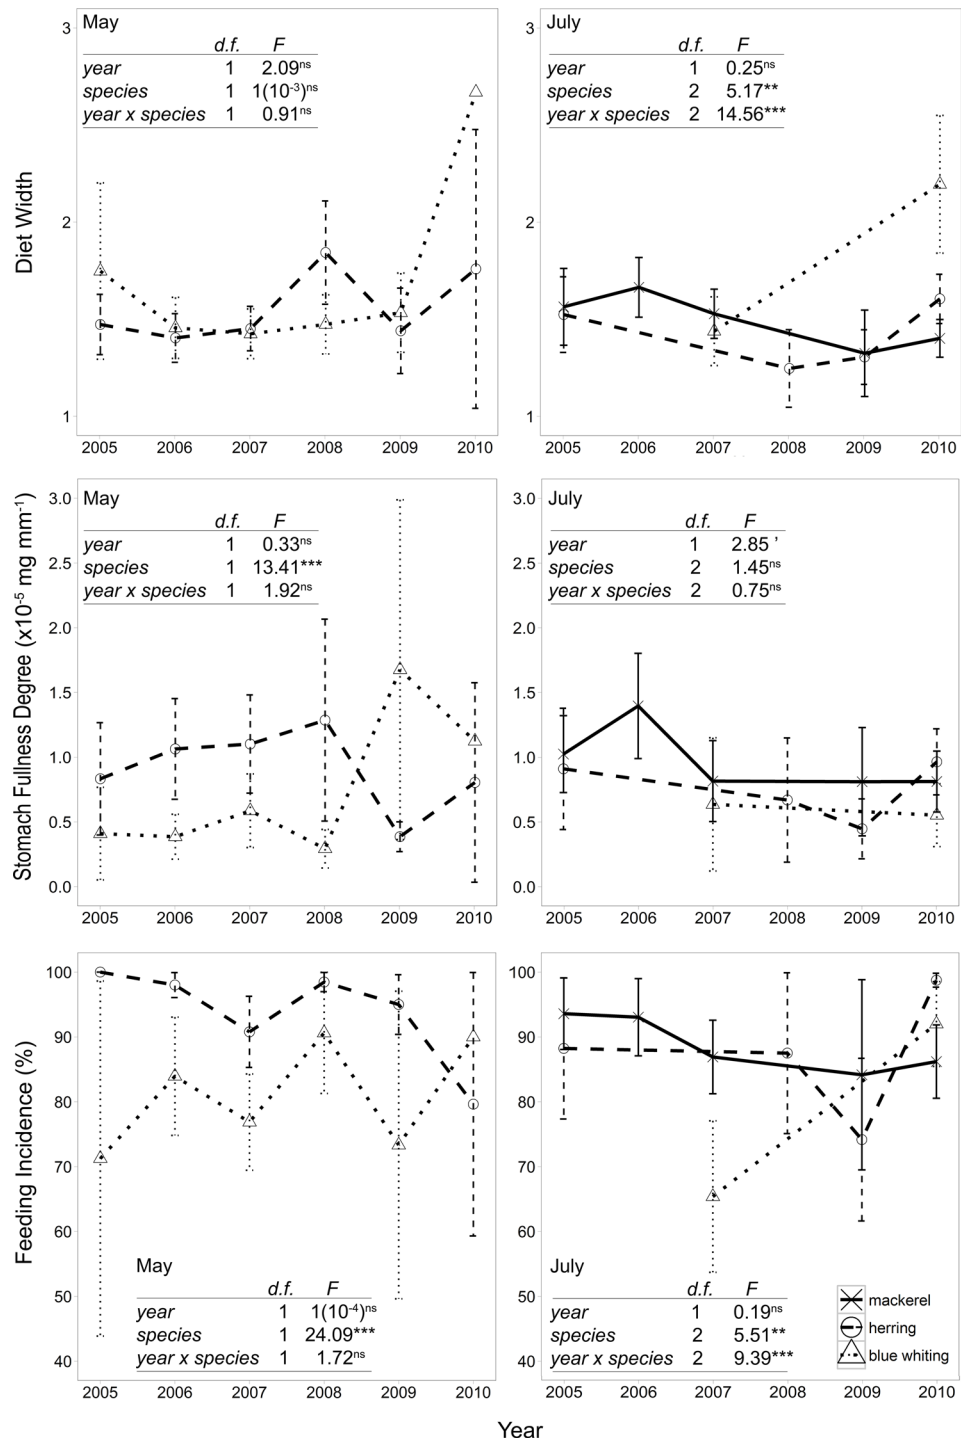 May
d.f. F
year 1 2.09ns
species 1 1(10-3)ns
year x species 1 0.91ns
3
2
1
2005 2006 2007 2008 2009 2010
Diet Width
July
d.f. F
year 1 0.25ns
species 2 5.17**
year x species 2 14.56***
3
2
1
2005 2006 2007 2008 2009 2010
May
d.f. F
year 1 0.33ns
species 1 13.41***
year x species 1 1.92ns
3.0
2.5
2.0
1.5
1.0
0.5
0.0
2005 2006 2007 2008 2009 2010
Stomach Fullness Degree (x10-5 mg mm-1)
July
d.f. F
year 1 2.85 '
species 2 1.45ns
year x species 2 0.75ns
3.0
2.5
2.0
1.5
1.0
0.5
0.0
2005 2006 2007 2008 2009 2010
100
90
80
70
60
50
40
Feeding Incidence (%)
May
d.f. F
year 1 1(10-4)ns
species 1 24.09***
year x species 1 1.72ns
2005 2006 2007 2008 2009 2010
100
90
80
70
60
50
40
July
d.f. F
year 1 0.19ns
species 2 5.51**
year x species 2 9.39***
mackerel
herring
blue whiting
2005 2006 2007 2008 2009 2010
Year